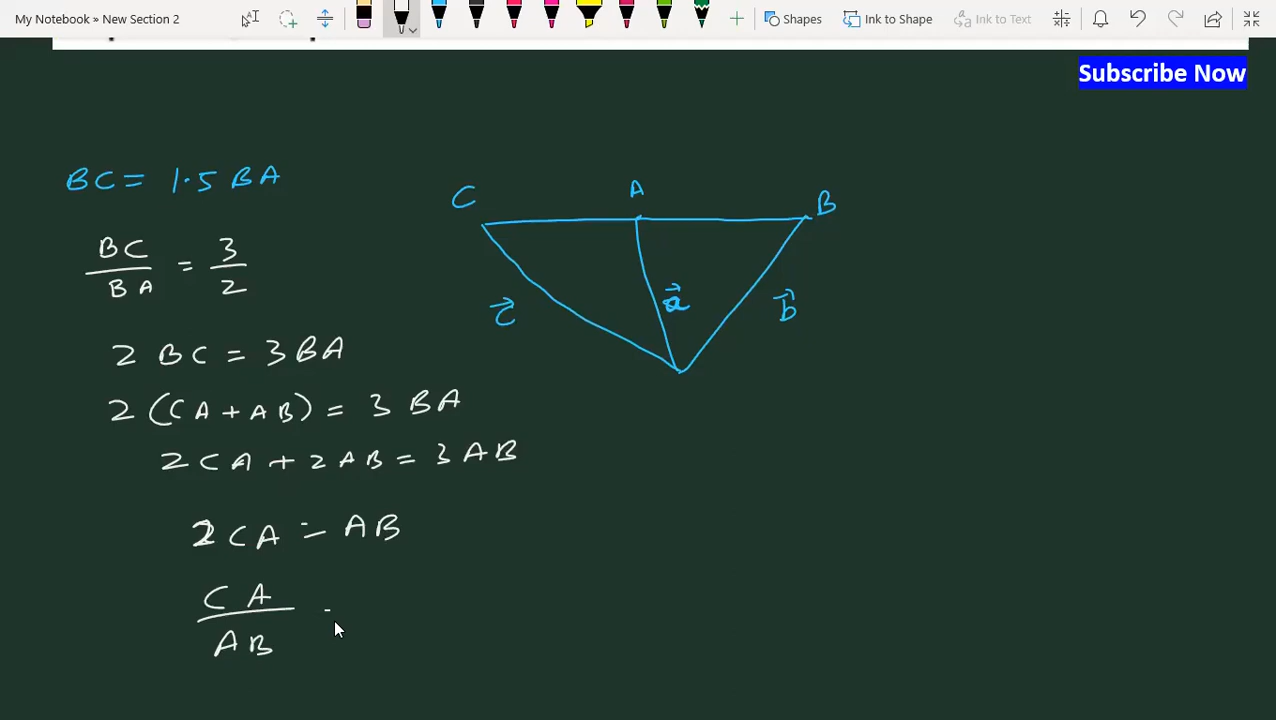 My Notebook » New Section 2
Shapes
Ink to Shape
Ink to Text
Subscribe Now
BC = 1.5 BA
BC/BA = 3/2
2 BC = 3 BA
2 (CA + AB) = 3 BA
2 CA + 2 AB = 3 AB
2 CA = AB
CA/AB =
C
A
B
c⃗
a⃗
b⃗